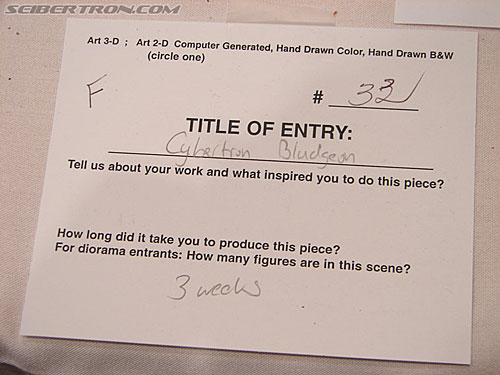 SEIBERTRON.COM
Art 3-D ; Art 2-D Computer Generated, Hand Drawn Color, Hand Drawn B&W
(circle one)
F
# 332
TITLE OF ENTRY:
Cybertron Bludgeon
Tell us about your work and what inspired you to do this piece?
How long did it take you to produce this piece?
For diorama entrants: How many figures are in this scene?
3 weeks